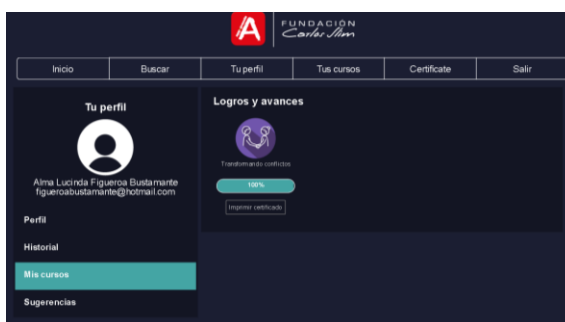 FUNDACIÓN
Carlos Slim
Inicio
Buscar
Tu perfil
Tus cursos
Certificate
Salir
Tu perfil
Alma Lucinda Figueroa Bustamante
figueroabustamante@hotmail.com
Perfil
Historial
Mis cursos
Sugerencias
Logros y avances
Transformando conflictos
100%
Imprimir certificado